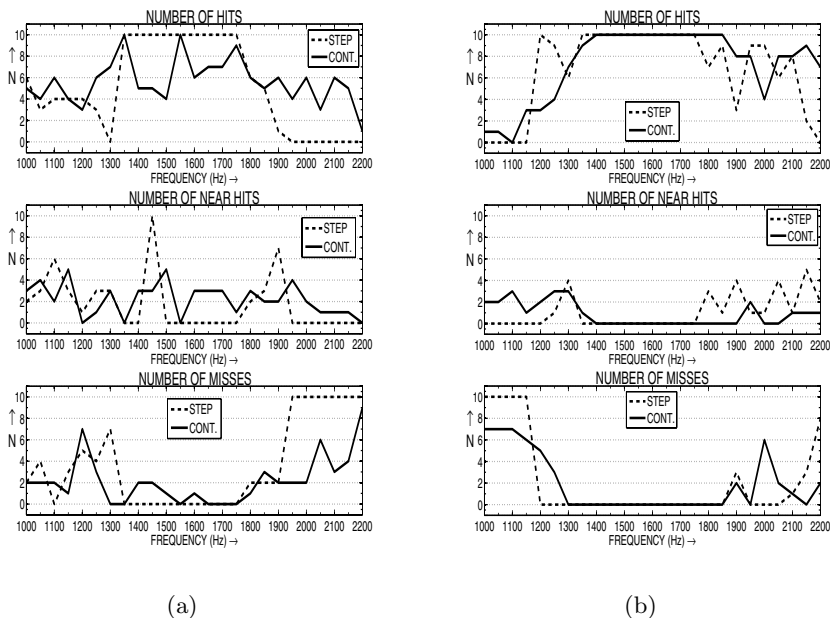 NUMBER OF HITS
10
8
↑
N 6
4
2
0
STEP
CONT.
1000 1100 1200 1300 1400 1500 1600 1700 1800 1900 2000 2100 2200
FREQUENCY (Hz) →
NUMBER OF NEAR HITS
10
8
↑
N 6
4
2
0
STEP
CONT.
1000 1100 1200 1300 1400 1500 1600 1700 1800 1900 2000 2100 2200
FREQUENCY (Hz) →
NUMBER OF MISSES
10
8
↑
N 6
4
2
0
STEP
CONT.
1000 1100 1200 1300 1400 1500 1600 1700 1800 1900 2000 2100 2200
FREQUENCY (Hz) →
(a)
NUMBER OF HITS
10
8
↑
N 6
4
2
0
STEP
CONT.
1000 1100 1200 1300 1400 1500 1600 1700 1800 1900 2000 2100 2200
FREQUENCY (Hz) →
NUMBER OF NEAR HITS
10
8
↑
N 6
4
2
0
STEP
CONT.
1000 1100 1200 1300 1400 1500 1600 1700 1800 1900 2000 2100 2200
FREQUENCY (Hz) →
NUMBER OF MISSES
10
8
↑
N 6
4
2
0
STEP
CONT.
1000 1100 1200 1300 1400 1500 1600 1700 1800 1900 2000 2100 2200
FREQUENCY (Hz) →
(b)